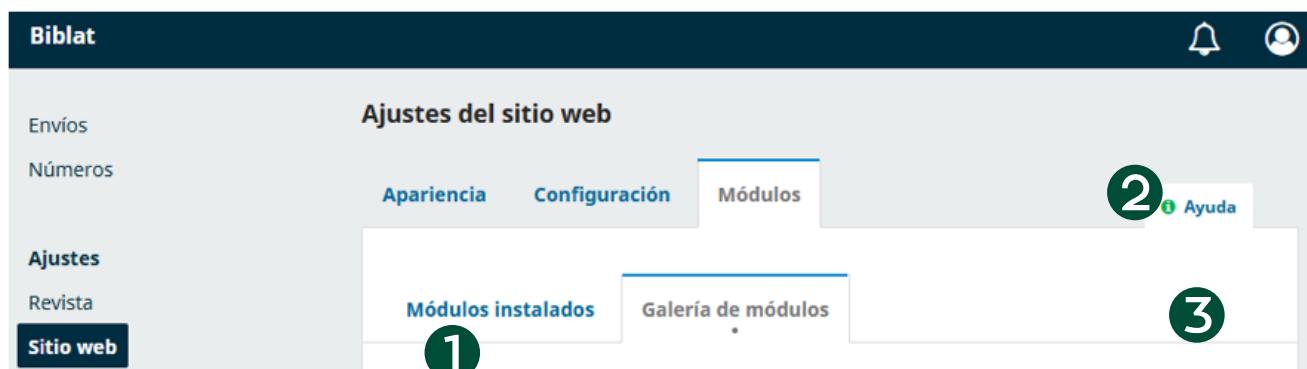 Biblat
Envíos
Números
Ajustes
Revista
Sitio web
Ajustes del sitio web
Apariencia Configuración Módulos
2 Ayuda
Módulos instalados Galería de módulos
1
3